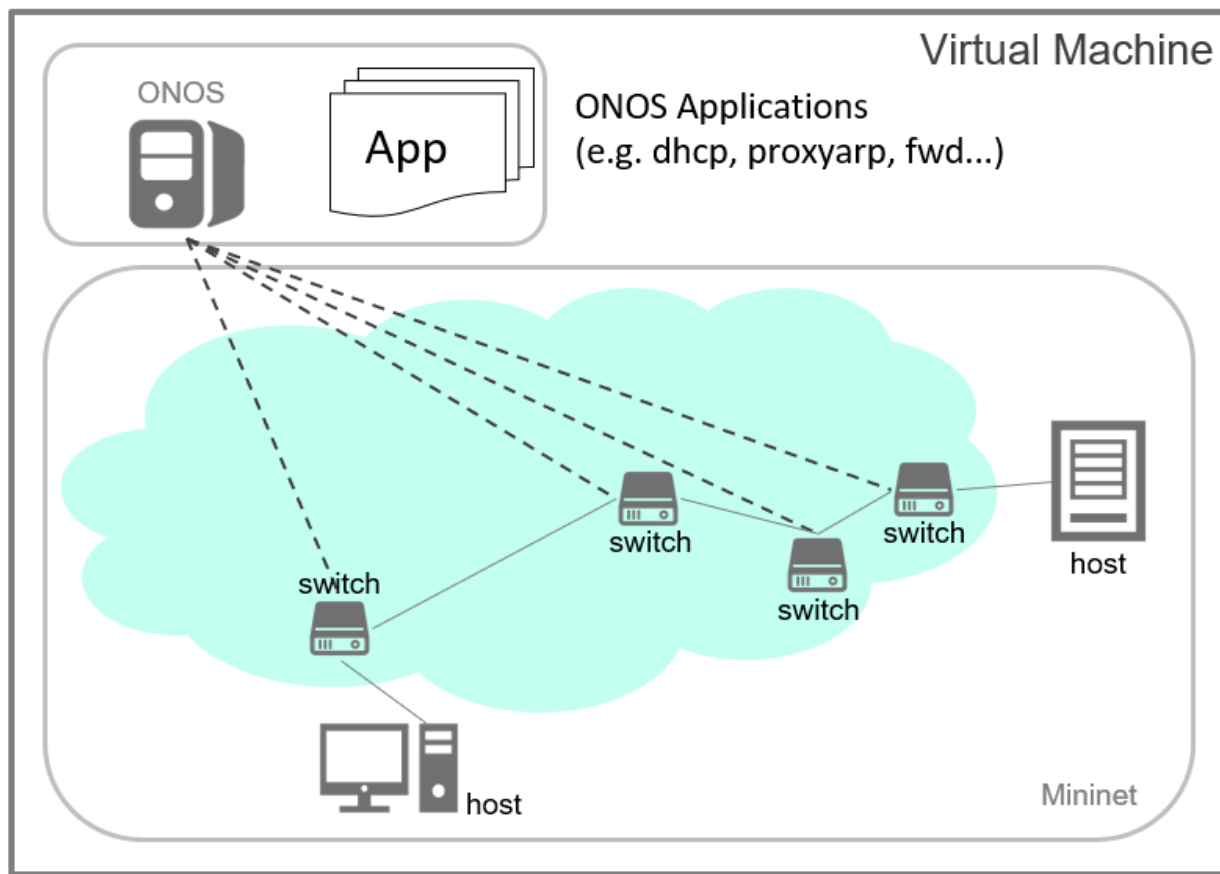 Virtual Machine
ONOS
App
ONOS Applications
(e.g. dhcp, proxyarp, fwd...)
switch
switch
switch
switch
host
host
Mininet